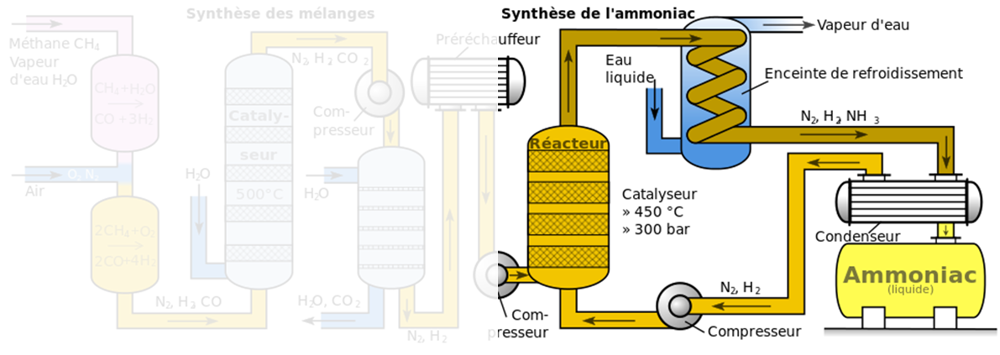 Synthèse des mélanges
Méthane CH4
Vapeur
d'eau H2O
CH4+H2O
CO +3H2
O2 N2
Air
2CH4+O2
2CO+4H2
N2, H2, CO
H2O
Cataly-
seur
500°C
N2, H2, CO2
Com-
presseur
H2O
H2O, CO2
N2, H2
Préréchauffeur
Com-
presseur
Synthèse de l'ammoniac
Réacteur
Eau
liquide
Vapeur d'eau
Enceinte de refroidissement
N2, H2, NH3
Catalyseur
» 450 °C
» 300 bar
Condenseur
Ammoniac
(liquide)
N2, H2
Compresseur